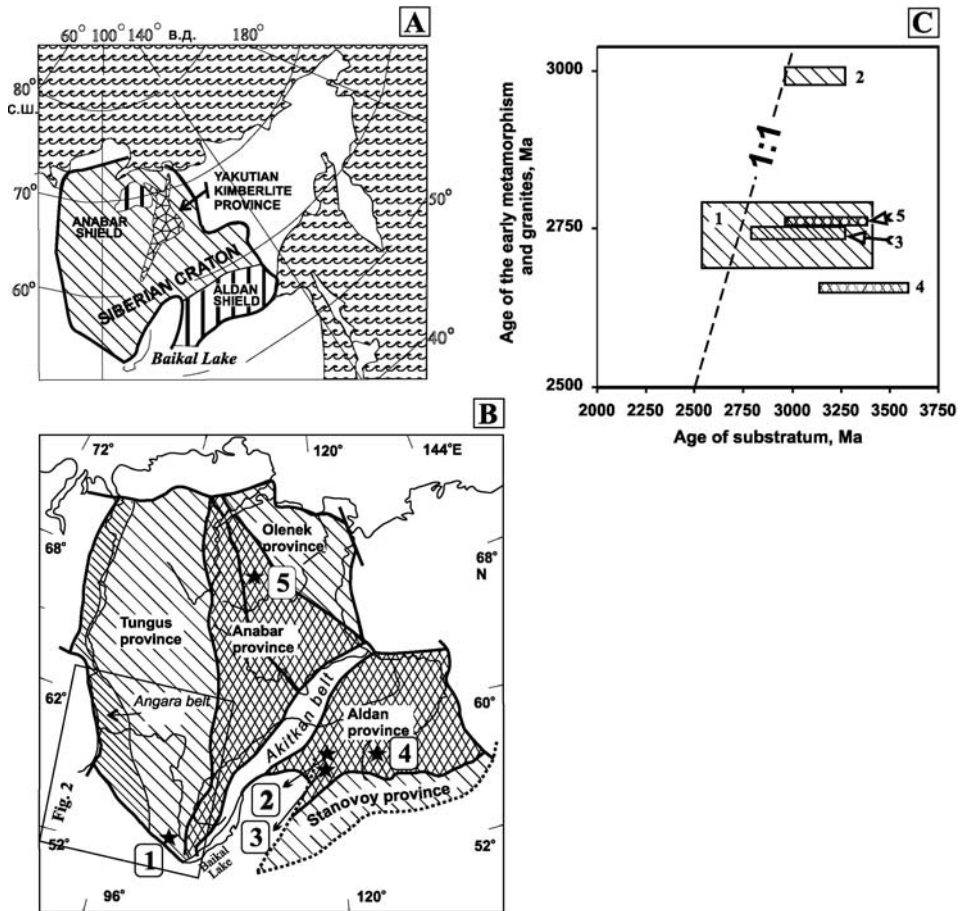 A
60° 100° 140° в.д. 180°
80°
с.ш.
70°
60°
50°
40°
YAKUTIAN
KIMBERLITE
PROVINCE
ANABAR
SHIELD
SIBERIAN CRATON
ALDAN
SHIELD
Baikal Lake
C
Age of the early metamorphism
and granites, Ma
3000
2750
2500
1:1
2
1
5
3
4
2000 2250 2500 2750 3000 3250 3500 3750
Age of substratum, Ma
B
72° 120° 144°E
68°
68°
N
Olenek
province
5
Tungus
province
Anabar
province
62°
60°
Angara belt
Akitkan belt
Aldan
province
4
Fig. 2
2
Stanovoy province
3
52°
1
Baikal
Lake
52°
96° 120°